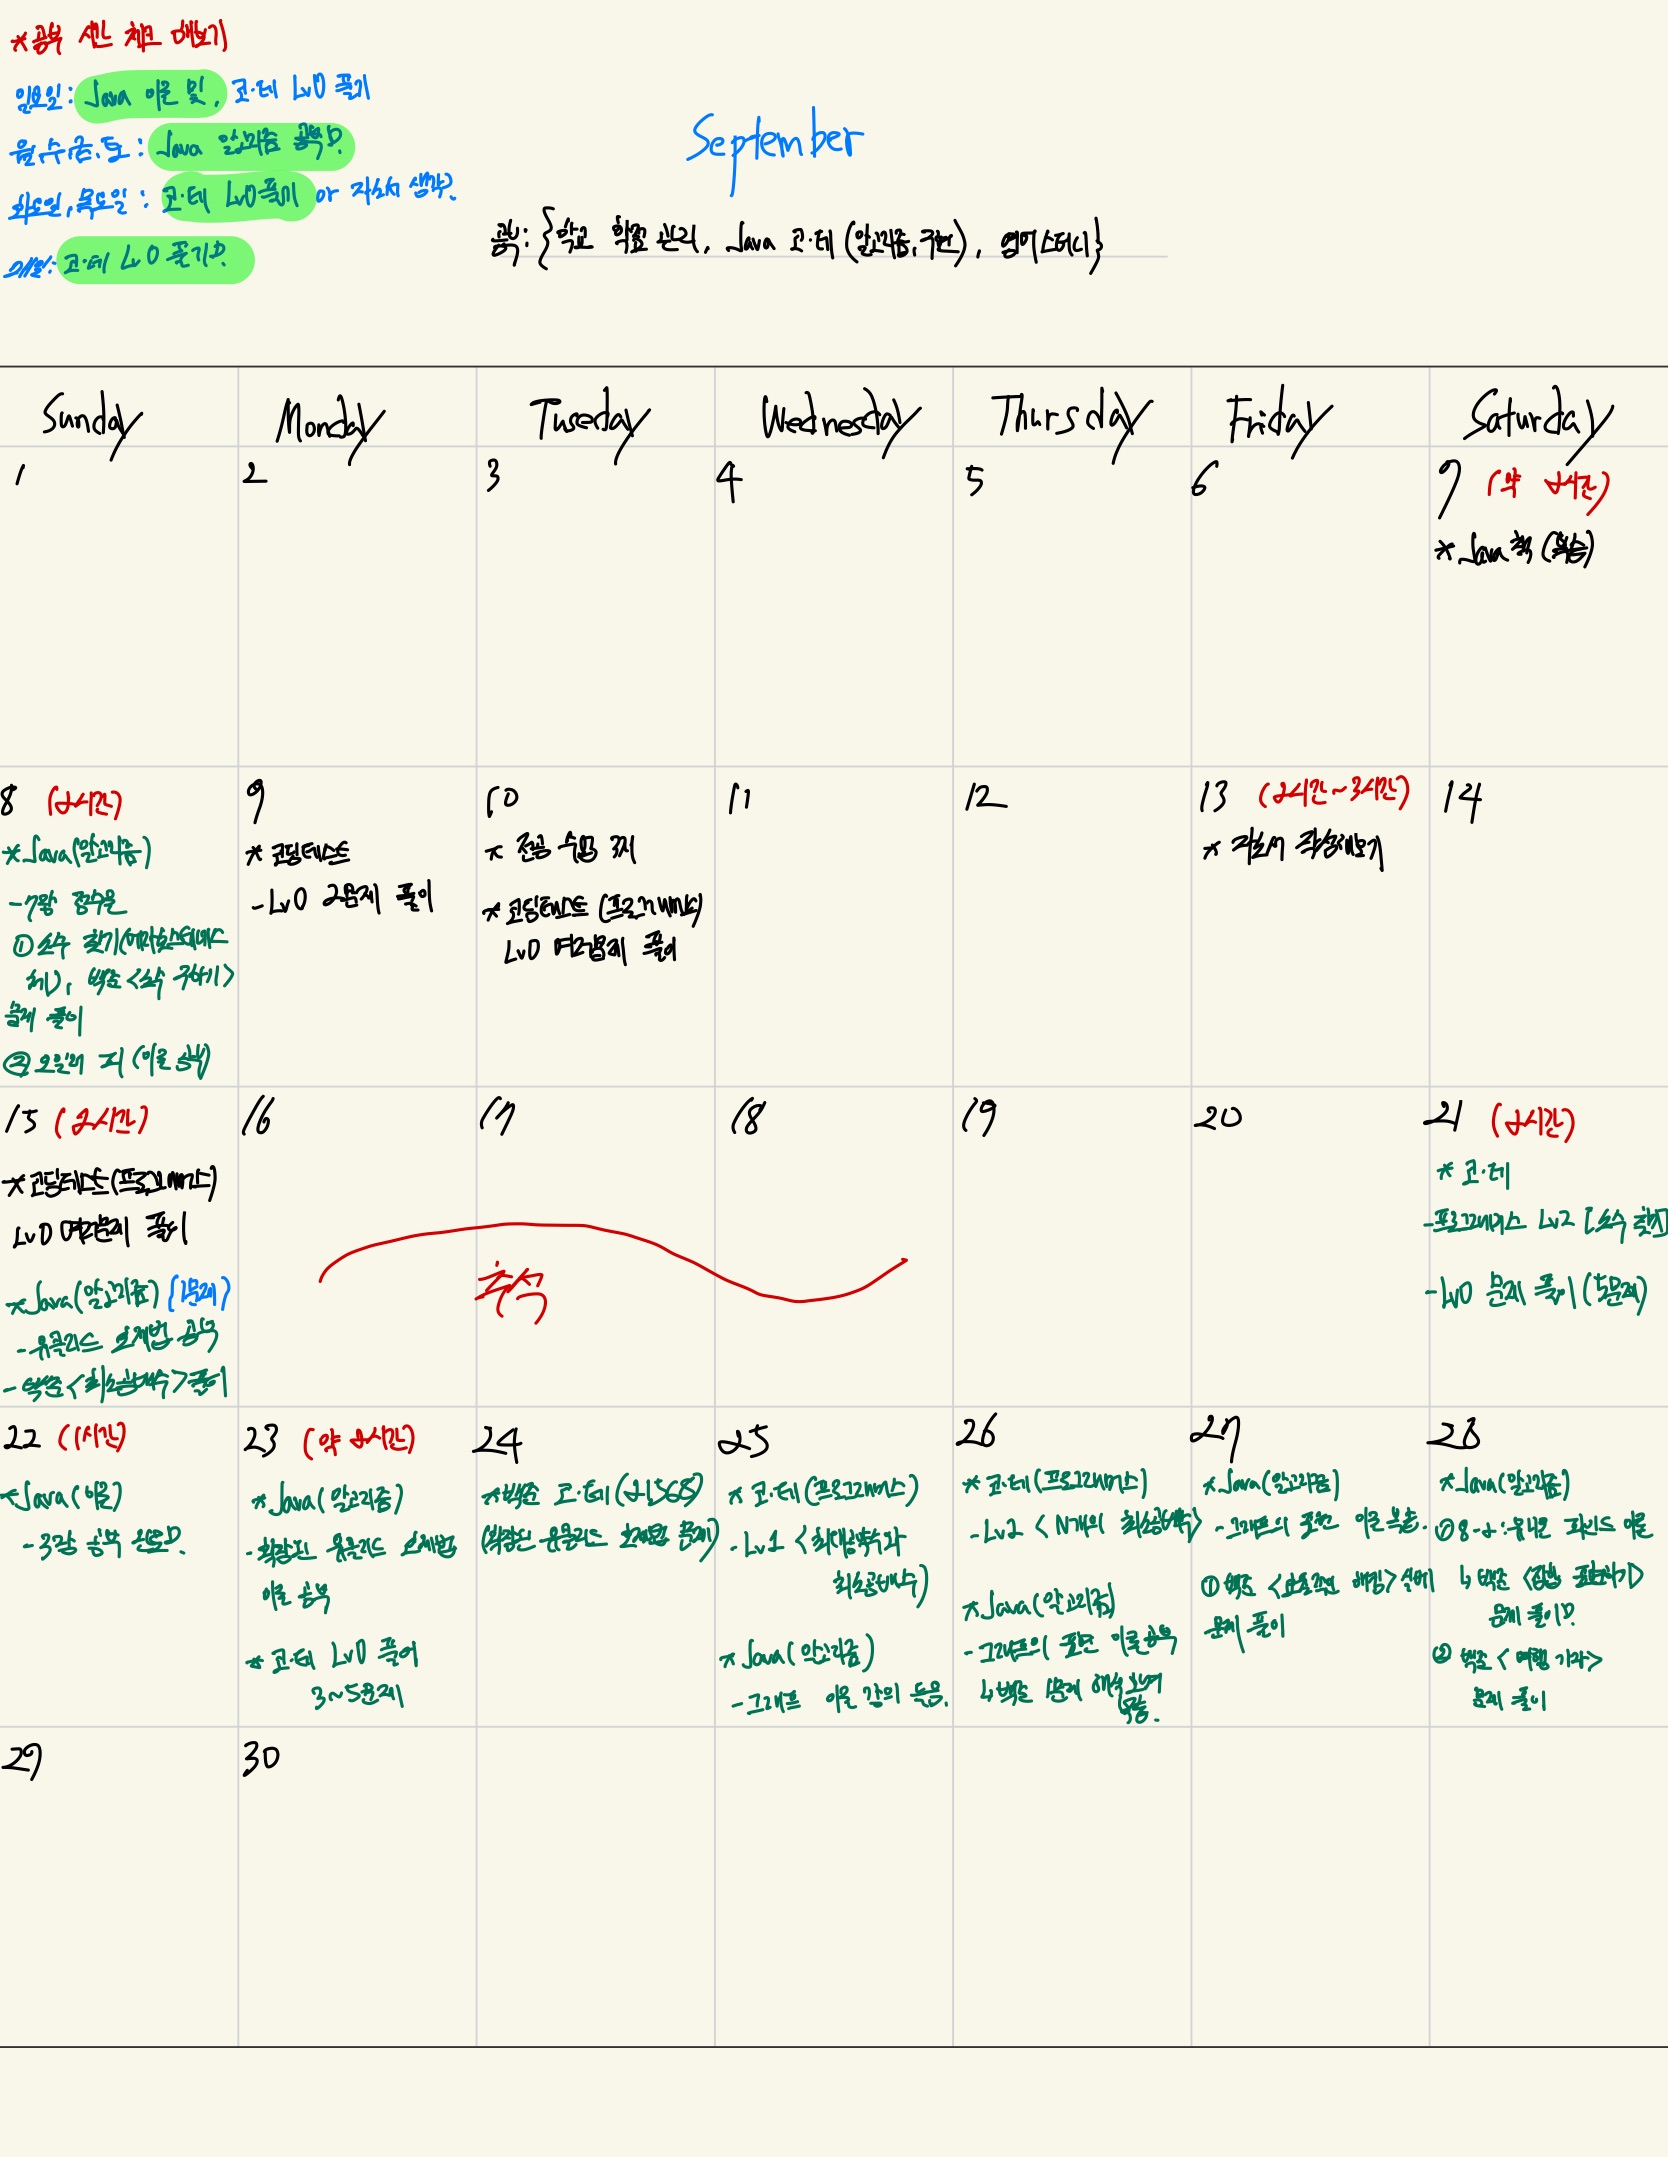 *공부 시간 체크 해보기
일요일: Java 이론 및, 코·테 Lv0 풀기
월,수,금,토: Java 알고리즘 공부!
화요일,목요일: 코·테 Lv0 풀이 or 자소서 생각?
매일: 코·테 Lv0 풀기!
September
공부: {학교 학점 관리, Java 코·테 (알고리즘, 구현), 영어스터디}
Sunday Monday Tuseday Wednesday Thursday Friday Saturday
1
2
3
4
5
6
7 (약 2시간)
*Java 책 (복습)
8 (2시간)
*Java(알고리즘)
-7장 정수론
① 소수 찾기(에라토스테네스
체), 백준<소수 구하기>
문제 풀이
② 오일러 피 (이론 공부)
9
*코딩테스트
-Lv0 2문제 풀이
10
* 전공 수업 과제
*코딩테스트 (프로그래머스)
Lv0 여러문제 풀이
11
12
13 (2시간~3시간)
* 자소서 작성해보기
14
15 (2시간)
*코딩테스트(프로그래머스)
Lv0 여러문제 풀이
*Java(알고리즘) {1문제}
-유클리드 호제법 공부
-백준<최소공배수>풀이
16
17
18
추석
19
20
21 (2시간)
* 코·테
-프로그래머스 Lv2 [소수 찾기]
-Lv0 문제 풀이 (5문제)
22 (1시간)
*Java(이론)
-3강 공부 완료!
23 (약 2시간)
*Java(알고리즘)
-확장된 유클리드 호제법
이론 공부
* 코·테 Lv0 풀이
3~5문제
24
*백준 코·테(21568)
(확장된 유클리드 호제법 문제)
25
* 코·테(프로그래머스)
-Lv1 <최대공약수와
최소공배수)
*Java(알고리즘)
-그래프 이론 강의 들음.
26
*코·테(프로그래머스)
-Lv2 <N개의 최소공배수>
*Java(알고리즘)
-그래프의 표현 이론공부
↳백준 문제 해석
27
*Java(알고리즘)
-그래프의 표현 이론 복습.
① 백준 <효율적인 해킹> 실버
문제 풀이
28
*Java(알고리즘)
① 8-2: 유니온 파인드 이론
↳ 백준 <집합 표현하기>
문제 풀이!
② 백준 <여행 가자>
문제 풀이
29
30